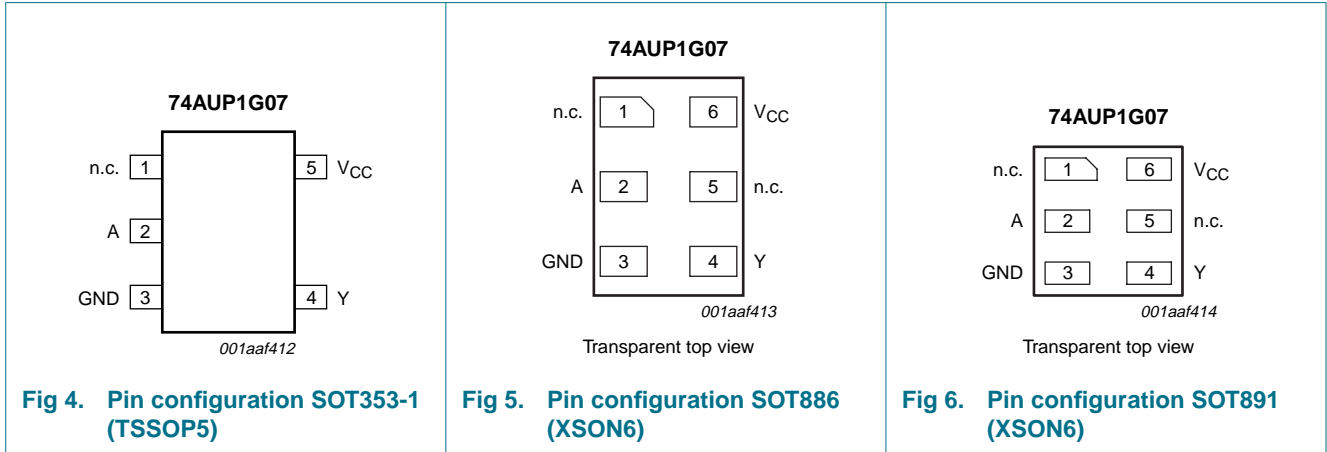 74AUP1G07
n.c. 1 5 VCC
A 2
GND 3 4 Y
001aaf412
Fig 4. Pin configuration SOT353-1
(TSSOP5)
74AUP1G07
n.c. 1 6 VCC
A 2 5 n.c.
GND 3 4 Y
001aaf413
Transparent top view
Fig 5. Pin configuration SOT886
(XSON6)
74AUP1G07
n.c. 1 6 VCC
A 2 5 n.c.
GND 3 4 Y
001aaf414
Transparent top view
Fig 6. Pin configuration SOT891
(XSON6)